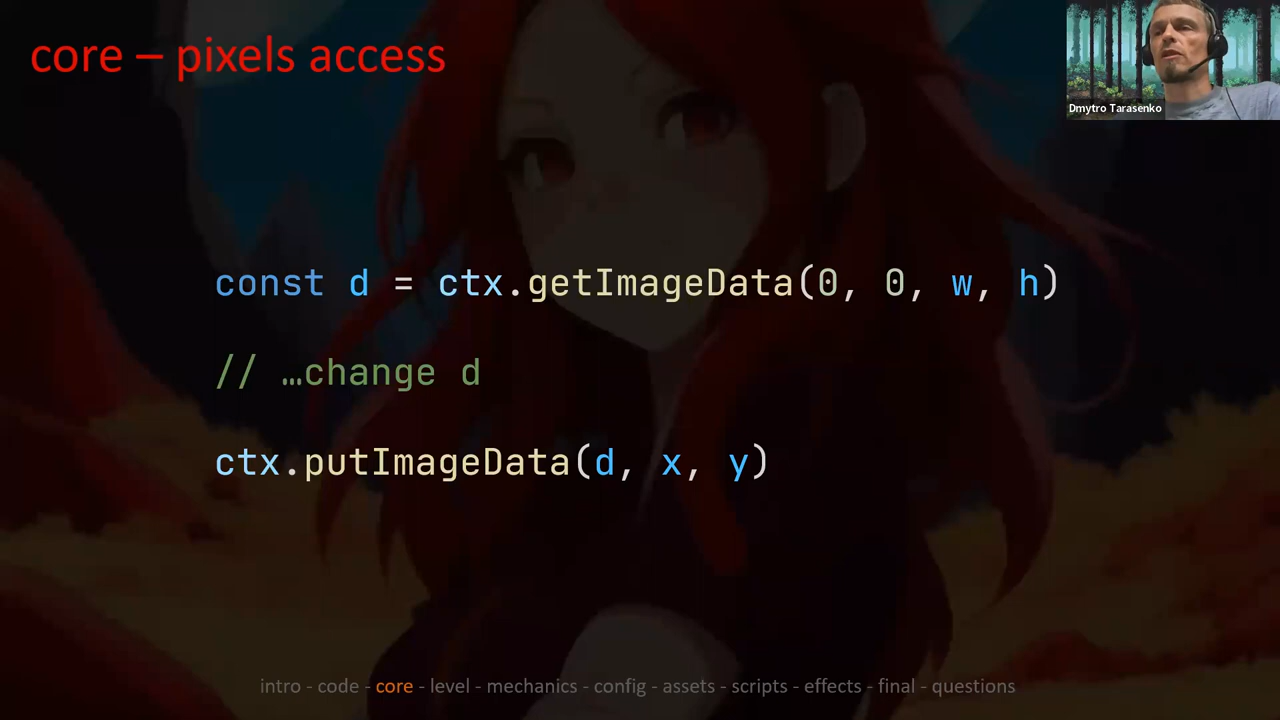 core – pixels access
Dmytro Tarasenko
const d = ctx.getImageData(0, 0, w, h)
// …change d
ctx.putImageData(d, x, y)
intro - code - core - level - mechanics - config - assets - scripts - effects - final - questions